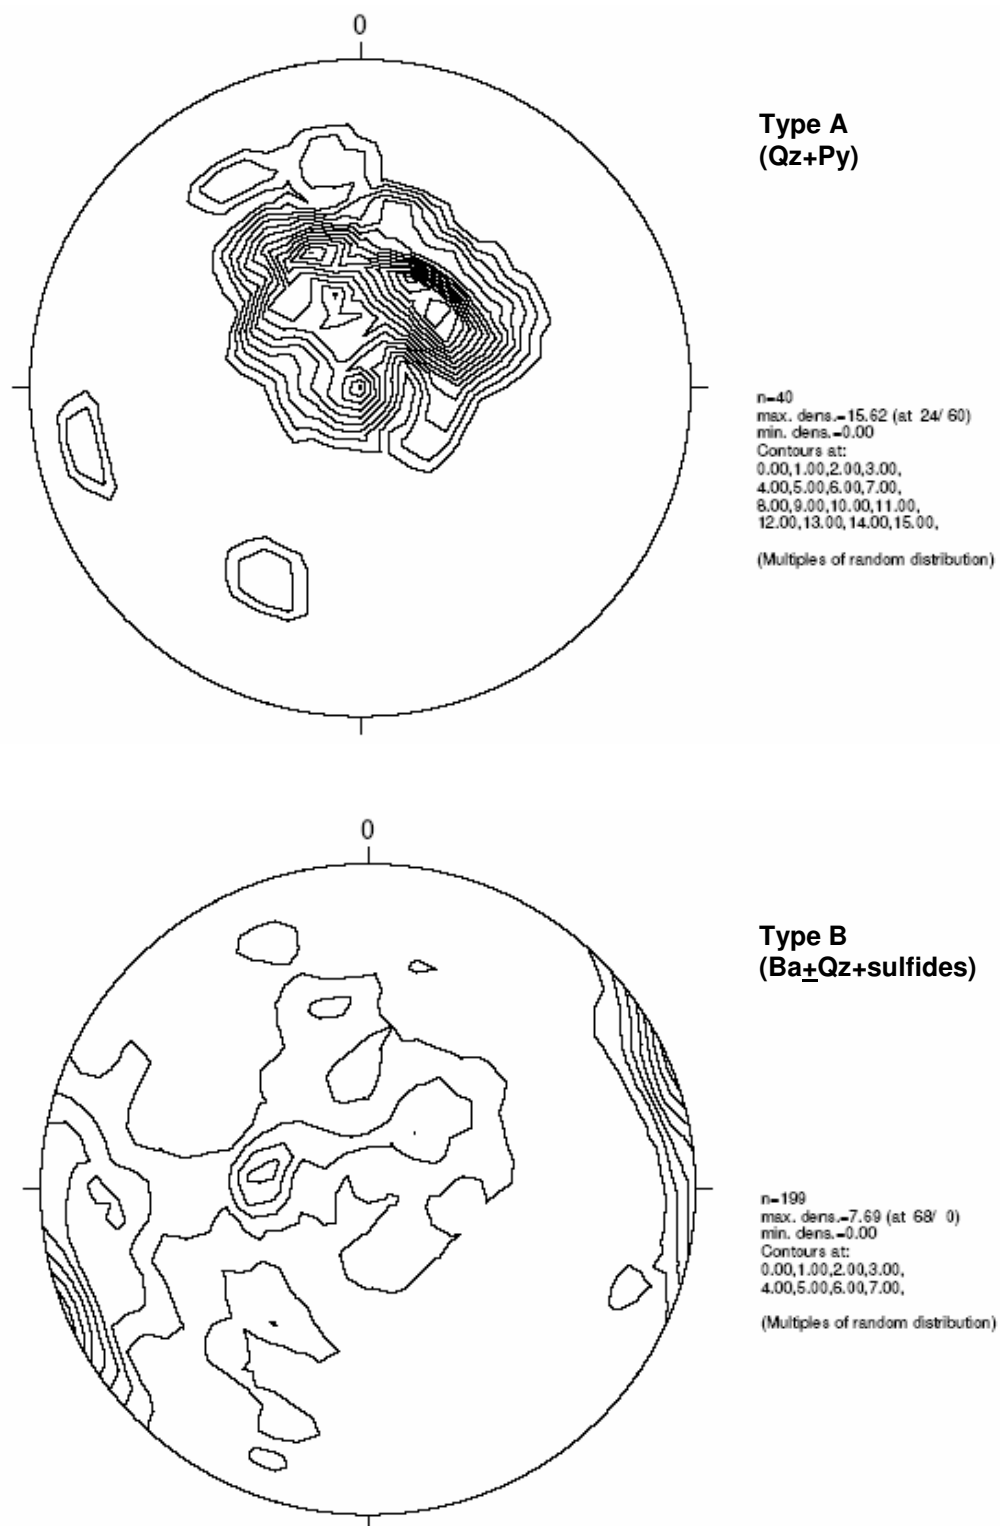 0
Type A
(Qz+Py)
n=40
max. dens.=15.62 (at 24/ 60)
min. dens.=0.00
Contours at:
0.00,1.00,2.00,3.00,
4.00,5.00,6.00,7.00,
8.00,9.00,10.00,11.00,
12.00,13.00,14.00,15.00,
(Multiples of random distribution)
0
Type B
(Ba±Qz+sulfides)
n=199
max. dens.=7.69 (at 68/ 0)
min. dens.=0.00
Contours at:
0.00,1.00,2.00,3.00,
4.00,5.00,6.00,7.00,
(Multiples of random distribution)